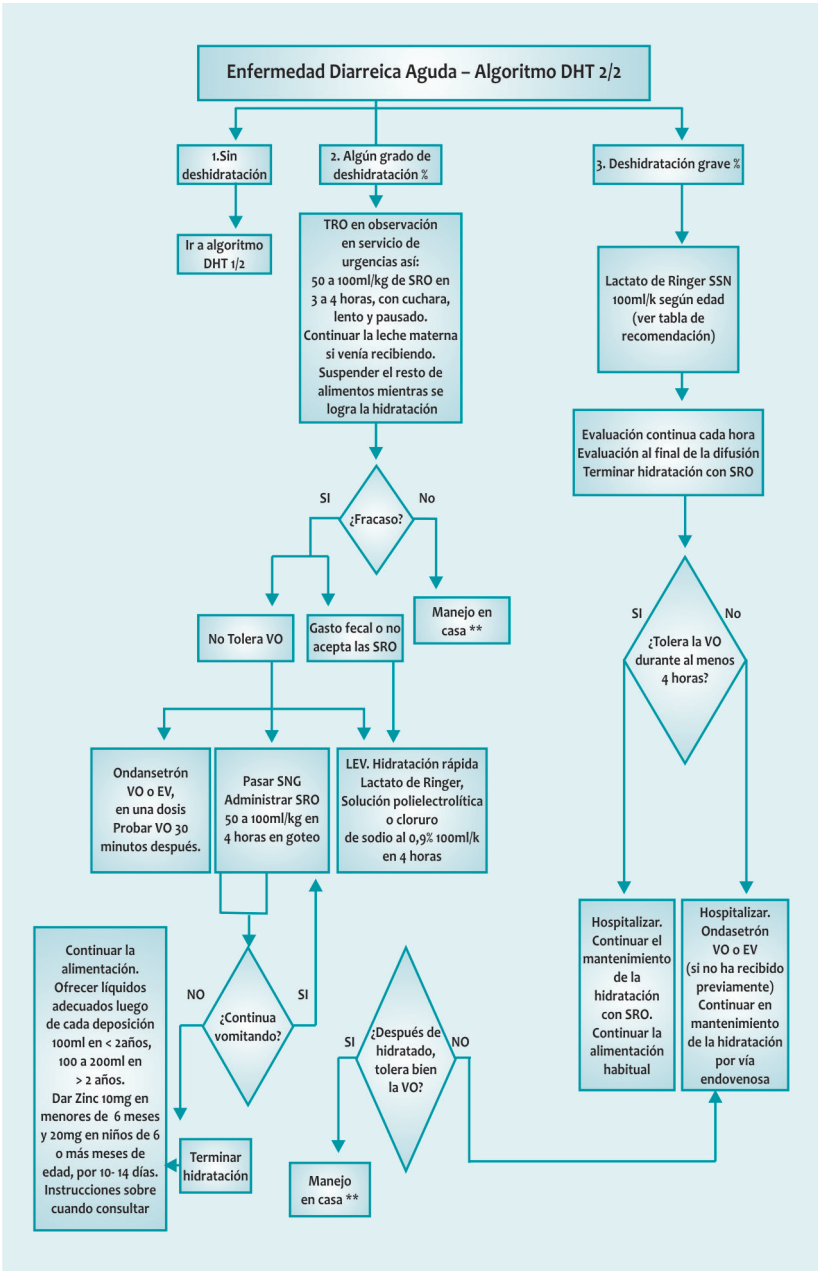 Enfermedad Diarreica Aguda – Algoritmo DHT 2/2
1.Sin
deshidratación
2. Algún grado de
deshidratación %
3. Deshidratación grave %
Ir a algoritmo
DHT 1/2
TRO en observación
en servicio de
urgencias así:
50 a 100ml/kg de SRO en
3 a 4 horas, con cuchara,
lento y pausado.
Continuar la leche materna
si venía recibiendo.
Suspender el resto de
alimentos mientras se
logra la hidratación
Lactato de Ringer SSN
100ml/k según edad
(ver tabla de
recomendación)
Evaluación continua cada hora
Evaluación al final de la difusión
Terminar hidratación con SRO
SI
¿Fracaso?
No
No Tolera VO
Gasto fecal o no
acepta las SRO
Manejo en
casa **
SI
¿Tolera la VO
durante al menos
4 horas?
No
Ondansetrón
VO o EV,
en una dosis
Probar VO 30
minutos después.
Pasar SNG
Administrar SRO
50 a 100ml/kg en
4 horas en goteo
LEV. Hidratación rápida
Lactato de Ringer,
Solución polielectrolítica
o cloruro
de sodio al 0,9% 100ml/k
en 4 horas
Continuar la
alimentación.
Ofrecer líquidos
adecuados luego
de cada deposición
100ml en < 2años,
100 a 200ml en
> 2 años.
Dar Zinc 10mg en
menores de 6 meses
y 20mg en niños de 6
o más meses de
edad, por 10- 14 días.
Instrucciones sobre
cuando consultar
NO
¿Continua
vomitando?
SI
Terminar
hidratación
SI
¿Después de
hidratado,
tolera bien
la VO?
NO
Manejo
en casa **
Hospitalizar.
Continuar el
mantenimiento
de la
hidratación
con SRO.
Continuar la
alimentación
habitual
Hospitalizar.
Ondasetrón
VO o EV
(si no ha recibido
previamente)
Continuar en
mantenimiento
de la hidratación
por vía
endovenosa